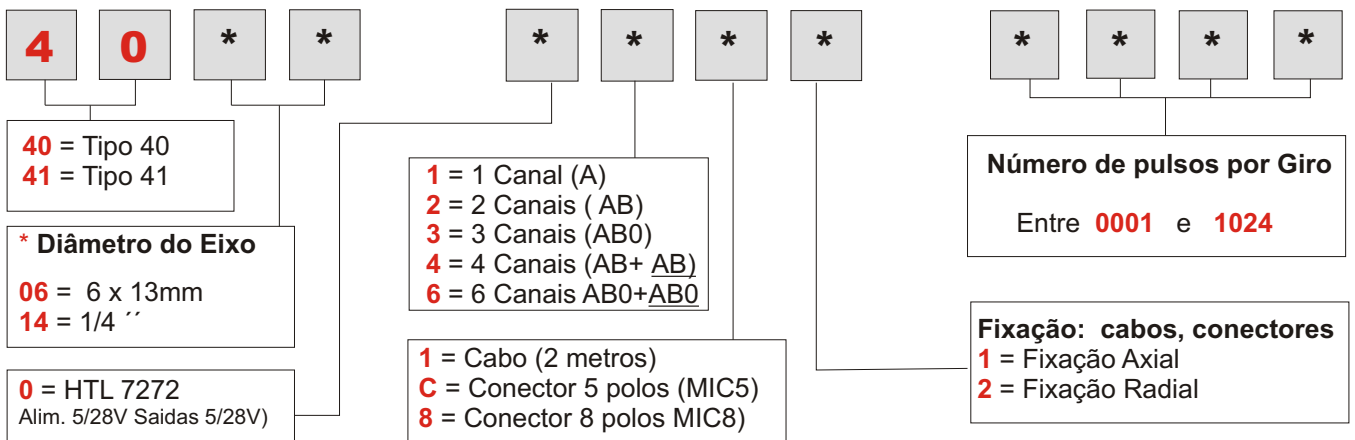 4 0 * * * * * * * * * *
40 = Tipo 40
41 = Tipo 41
* Diâmetro do Eixo
06 = 6 x 13mm
14 = 1/4 ´´
0 = HTL 7272
Alim. 5/28V Saidas 5/28V)
1 = 1 Canal (A)
2 = 2 Canais ( AB)
3 = 3 Canais (AB0)
4 = 4 Canais (AB+ AB)
6 = 6 Canais AB0+AB0
1 = Cabo (2 metros)
C = Conector 5 polos (MIC5)
8 = Conector 8 polos MIC8)
Número de pulsos por Giro
Entre 0001 e 1024
Fixação: cabos, conectores
1 = Fixação Axial
2 = Fixação Radial